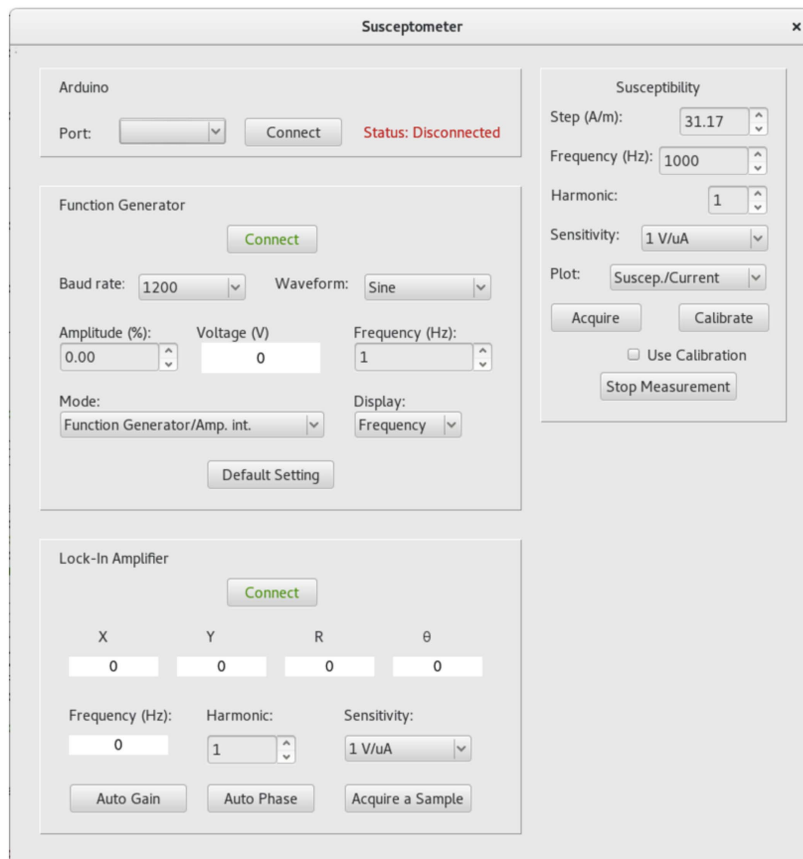 Susceptometer ×
Arduino
Port: Connect Status: Disconnected
Function Generator
Connect
Baud rate: 1200 Waveform: Sine
Amplitude (%): Voltage (V) Frequency (Hz):
0.00 0 1
Mode: Display:
Function Generator/Amp. int. Frequency
Default Setting
Lock-In Amplifier
Connect
X Y R θ
0 0 0 0
Frequency (Hz): Harmonic: Sensitivity:
0 1 1 V/uA
Auto Gain Auto Phase Acquire a Sample
Susceptibility
Step (A/m): 31.17
Frequency (Hz): 1000
Harmonic: 1
Sensitivity: 1 V/uA
Plot: Suscep./Current
Acquire Calibrate
Use Calibration
Stop Measurement